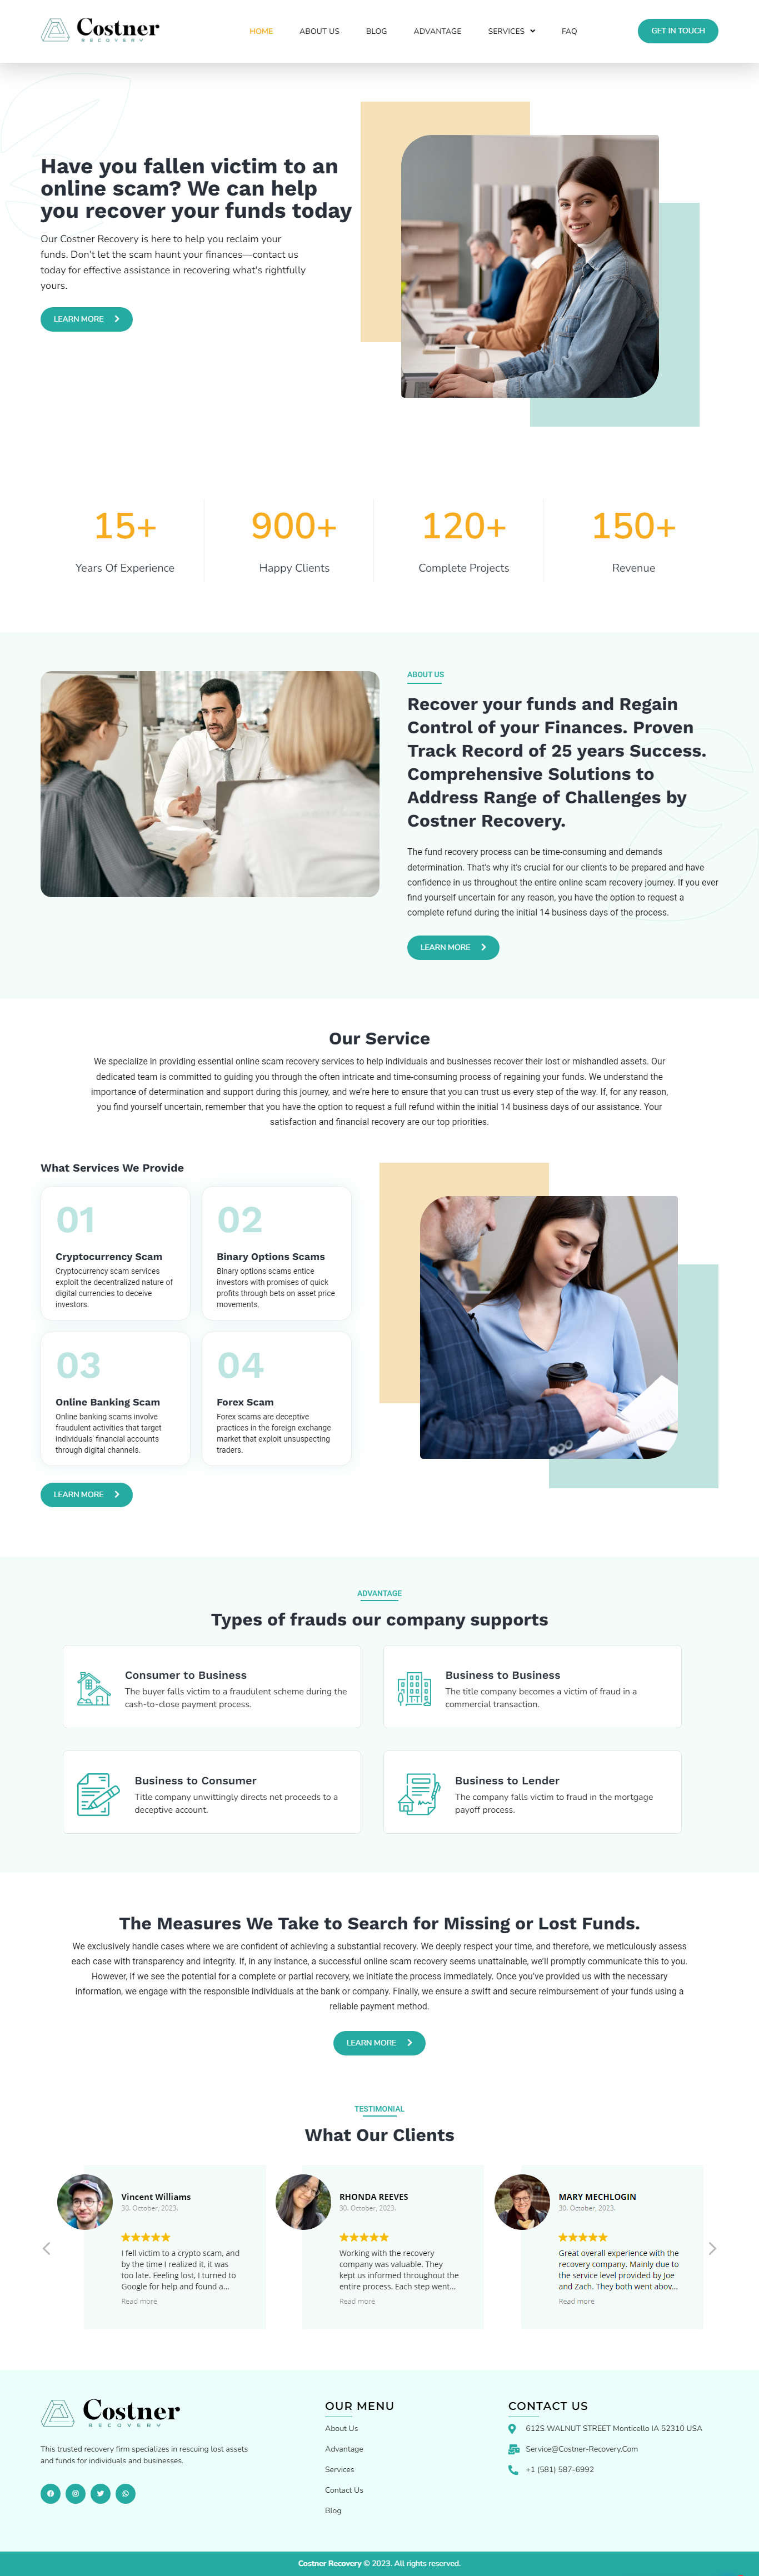 Costner
RECOVERY
HOME
ABOUT US
BLOG
ADVANTAGE
SERVICES
FAQ
GET IN TOUCH
Have you fallen victim to an
online scam? We can help
you recover your funds today
Our Costner Recovery is here to help you reclaim your
funds. Don't let the scam haunt your finances—contact us
today for effective assistance in recovering what's rightfully
yours.
LEARN MORE
15+
Years Of Experience
900+
Happy Clients
120+
Complete Projects
150+
Revenue
ABOUT US
Recover your funds and Regain
Control of your Finances. Proven
Track Record of 25 years Success.
Comprehensive Solutions to
Address Range of Challenges by
Costner Recovery.
The fund recovery process can be time-consuming and demands
determination. That's why it's crucial for our clients to be prepared and have
confidence in us throughout the entire online scam recovery journey. If you ever
find yourself uncertain for any reason, you have the option to request a
complete refund during the initial 14 business days of the process.
LEARN MORE
Our Service
We specialize in providing essential online scam recovery services to help individuals and businesses recover their lost or mishandled assets. Our
dedicated team is committed to guiding you through the often intricate and time-consuming process of regaining your funds. We understand the
importance of determination and support during this journey, and we're here to ensure that you can trust us every step of the way. If, for any reason,
you find yourself uncertain, remember that you have the option to request a full refund within the initial 14 business days of our assistance. Your
satisfaction and financial recovery are our top priorities.
What Services We Provide
01
Cryptocurrency Scam
Cryptocurrency scam services
exploit the decentralized nature of
digital currencies to deceive
investors.
02
Binary Options Scams
Binary options scams entice
investors with promises of quick
profits through bets on asset price
movements.
03
Online Banking Scam
Online banking scams involve
fraudulent activities that target
individuals' financial accounts
through digital channels.
04
Forex Scam
Forex scams are deceptive
practices in the foreign exchange
market that exploit unsuspecting
traders.
LEARN MORE
ADVANTAGE
Types of frauds our company supports
Consumer to Business
The buyer falls victim to a fraudulent scheme during the
cash-to-close payment process.
Business to Business
The title company becomes a victim of fraud in a
commercial transaction.
Business to Consumer
Title company unwittingly directs net proceeds to a
deceptive account.
Business to Lender
The company falls victim to fraud in the mortgage
payoff process.
The Measures We Take to Search for Missing or Lost Funds.
We exclusively handle cases where we are confident of achieving a substantial recovery. We deeply respect your time, and therefore, we meticulously assess
each case with transparency and integrity. If, in any instance, a successful online scam recovery seems unattainable, we'll promptly communicate this to you.
However, if we see the potential for a complete or partial recovery, we initiate the process immediately. Once you've provided us with the necessary
information, we engage with the responsible individuals at the bank or company. Finally, we ensure a swift and secure reimbursement of your funds using a
reliable payment method.
LEARN MORE
TESTIMONIAL
What Our Clients
Vincent Williams
30. October, 2023.
I fell victim to a crypto scam, and
by the time I realized it, it was
too late. Feeling lost, I turned to
Google for help and found a...
Read more
RHONDA REEVES
30. October, 2023.
Working with the recovery
company was valuable. They
kept us informed throughout the
entire process. Each step went...
Read more
MARY MECHLOGIN
30. October, 2023.
Great overall experience with the
recovery company. Mainly due to
the service level provided by Joe
and Zach. They both went abov...
Read more
Costner
RECOVERY
This trusted recovery firm specializes in rescuing lost assets
and funds for individuals and businesses.
OUR MENU
About Us
Advantage
Services
Contact Us
Blog
CONTACT US
612S WALNUT STREET Monticello IA 52310 USA
Service@Costner-Recovery.Com
+1 (581) 587-6992
Costner Recovery © 2023. All rights reserved.